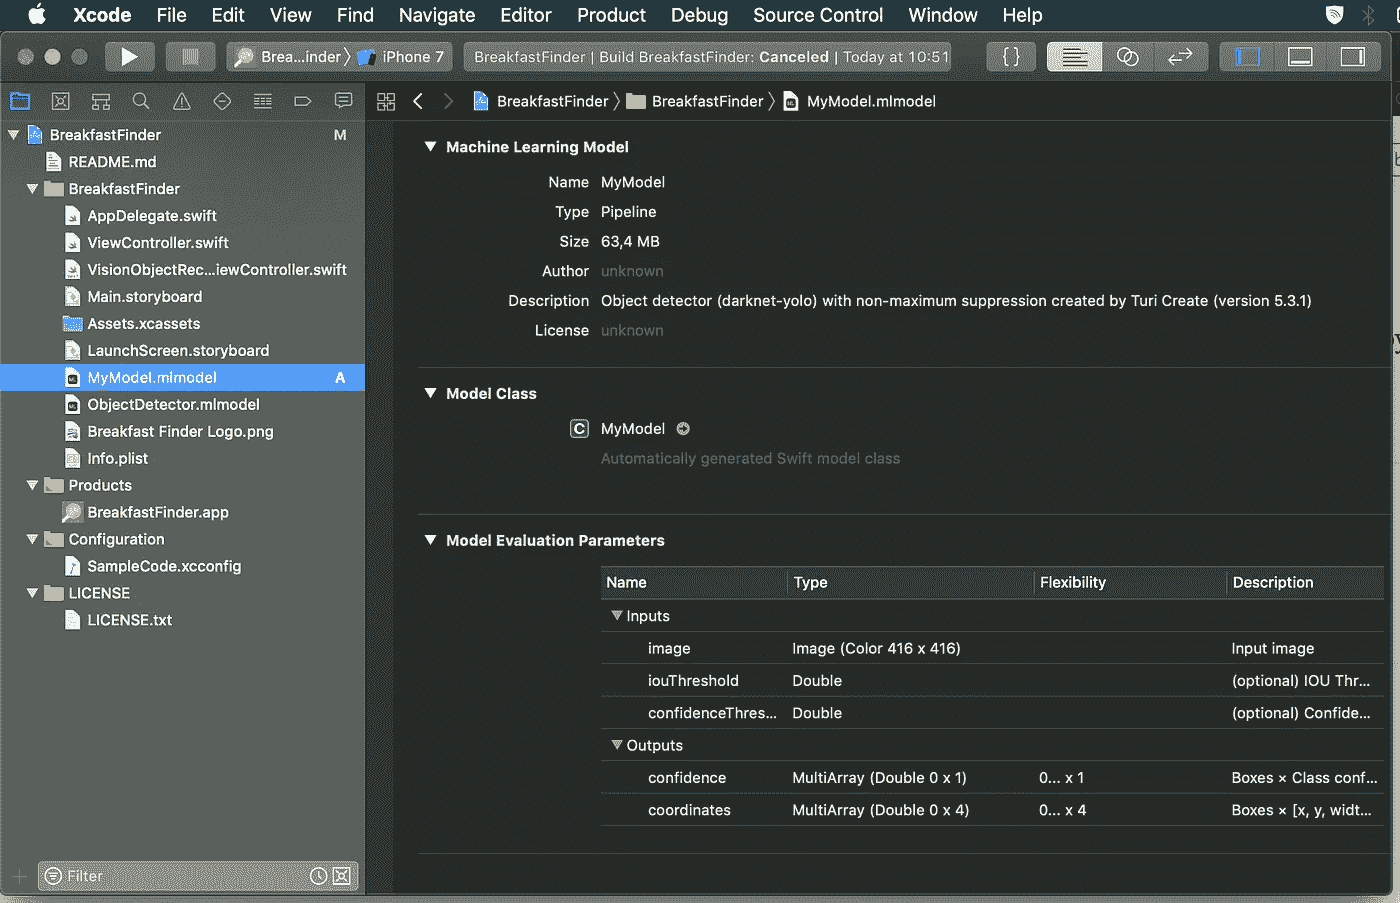 Xcode File Edit View Find Navigate Editor Product Debug Source Control Window Help
Brea...inder〉 iPhone 7 BreakfastFinder | Build BreakfastFinder: Canceled | Today at 10:51 { }
BreakfastFinder 〉 BreakfastFinder 〉 MyModel.mlmodel
BreakfastFinder M
README.md
BreakfastFinder
AppDelegate.swift
ViewController.swift
VisionObjectRec...iewController.swift
Main.storyboard
Assets.xcassets
LaunchScreen.storyboard
MyModel.mlmodel A
ObjectDetector.mlmodel
Breakfast Finder Logo.png
Info.plist
Products
BreakfastFinder.app
Configuration
SampleCode.xcconfig
LICENSE
LICENSE.txt
Filter
Machine Learning Model
Name MyModel
Type Pipeline
Size 63,4 MB
Author unknown
Description Object detector (darknet-yolo) with non-maximum suppression created by Turi Create (version 5.3.1)
License unknown
Model Class
C MyModel
Automatically generated Swift model class
Model Evaluation Parameters
Name Type Flexibility Description
Inputs
image Image (Color 416 x 416) Input image
iouThreshold Double (optional) IOU Thr...
confidenceThres... Double (optional) Confide...
Outputs
confidence MultiArray (Double 0 x 1) 0... x 1 Boxes × Class conf...
coordinates MultiArray (Double 0 x 4) 0... x 4 Boxes × [x, y, widt...